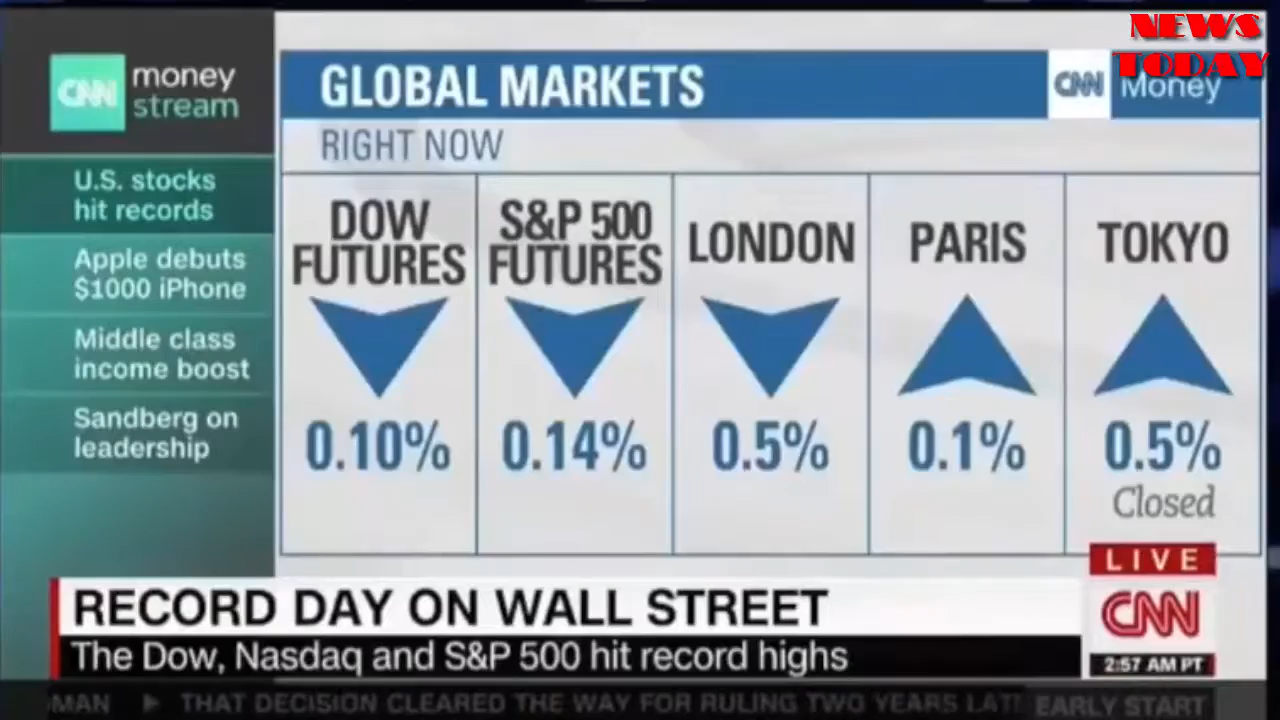 NEWS
TODAY
CNN money
stream
U.S. stocks
hit records
Apple debuts
$1000 iPhone
Middle class
income boost
Sandberg on
leadership
GLOBAL MARKETS
CNN Money
RIGHT NOW
DOW
FUTURES
0.10%
S&P 500
FUTURES
0.14%
LONDON
0.5%
PARIS
0.1%
TOKYO
0.5%
Closed
LIVE
CNN
2:57 AM PT
RECORD DAY ON WALL STREET
The Dow, Nasdaq and S&P 500 hit record highs
THAT DECISION CLEARED THE WAY FOR RULING TWO YEARS
EARLY START